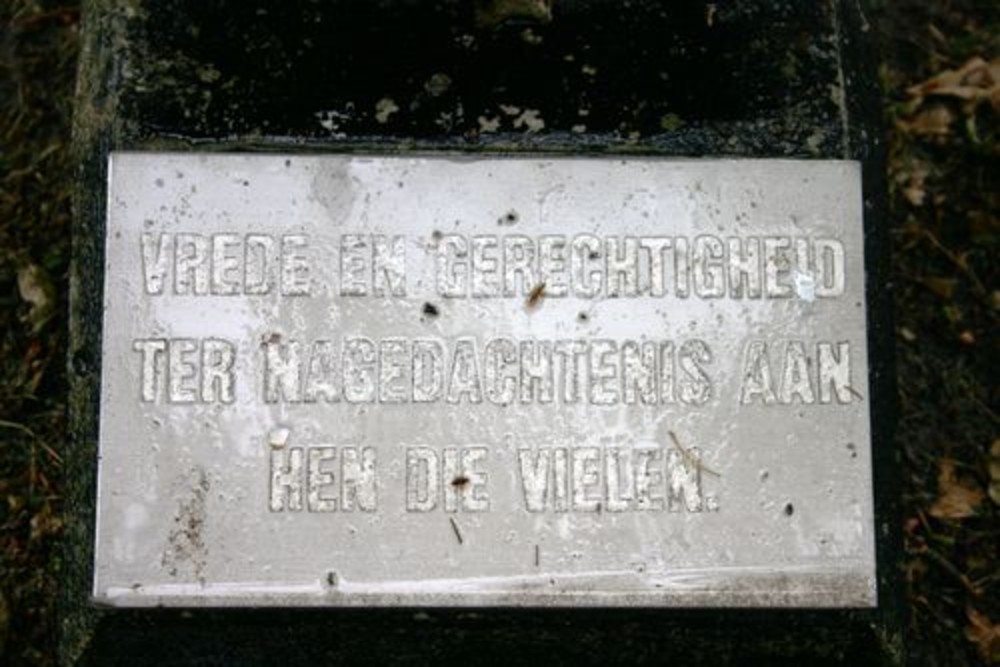 VREDE EN GERECHTIGHEID
TER NAGEDACHTENIS AAN
HEN DIE VIELEN.